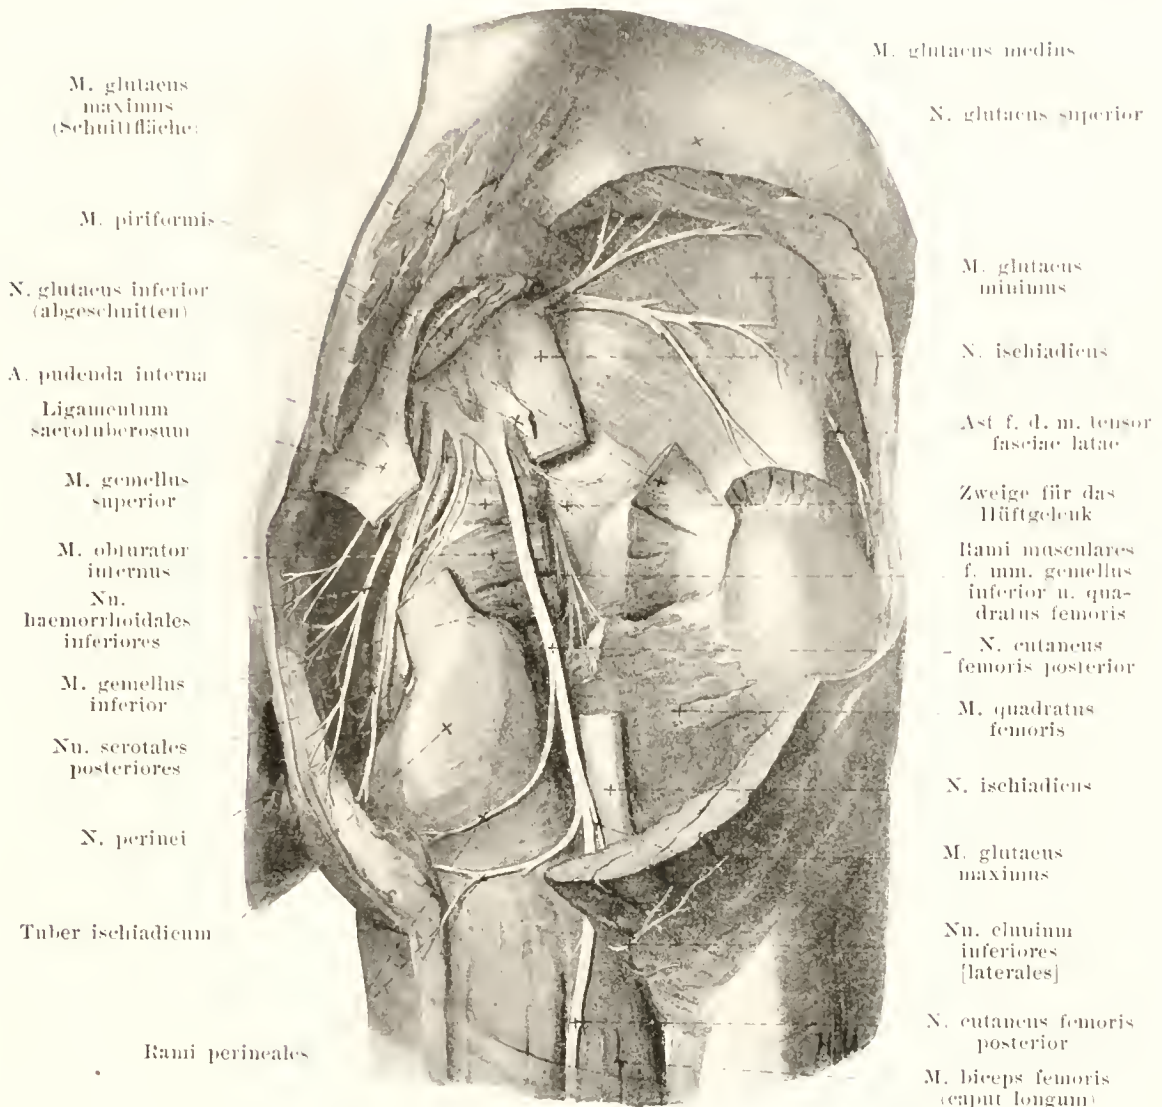 M. glutaeus
maximus
(Schnittfläche)
M. piriformis
N. glutaeus inferior
(abgeschnitten)
A. pudenda interna
Ligamentum
sacrotuberosum
M. gemellus
superior
M. obturator
internus
Nn.
haemorrhoidales
inferiores
M. gemellus
inferior
Nn. scrotales
posteriores
N. perinei
Tuber ischiadicum
Rami perineales
M. glutaeus medius
N. glutaeus superior
M. glutaeus
minimus
N. ischiadicus
Ast f. d. m. tensor
fasciae latae
Zweige für das
Hüftgelenk
Rami musculares
f. mm. gemellus
inferior u. qua-
dratus femoris
N. cutaneus
femoris posterior
M. quadratus
femoris
N. ischiadicus
M. glutaeus
maximus
Nn. clunium
inferiores
[laterales]
N. cutaneus femoris
posterior
M. biceps femoris
(caput longum)